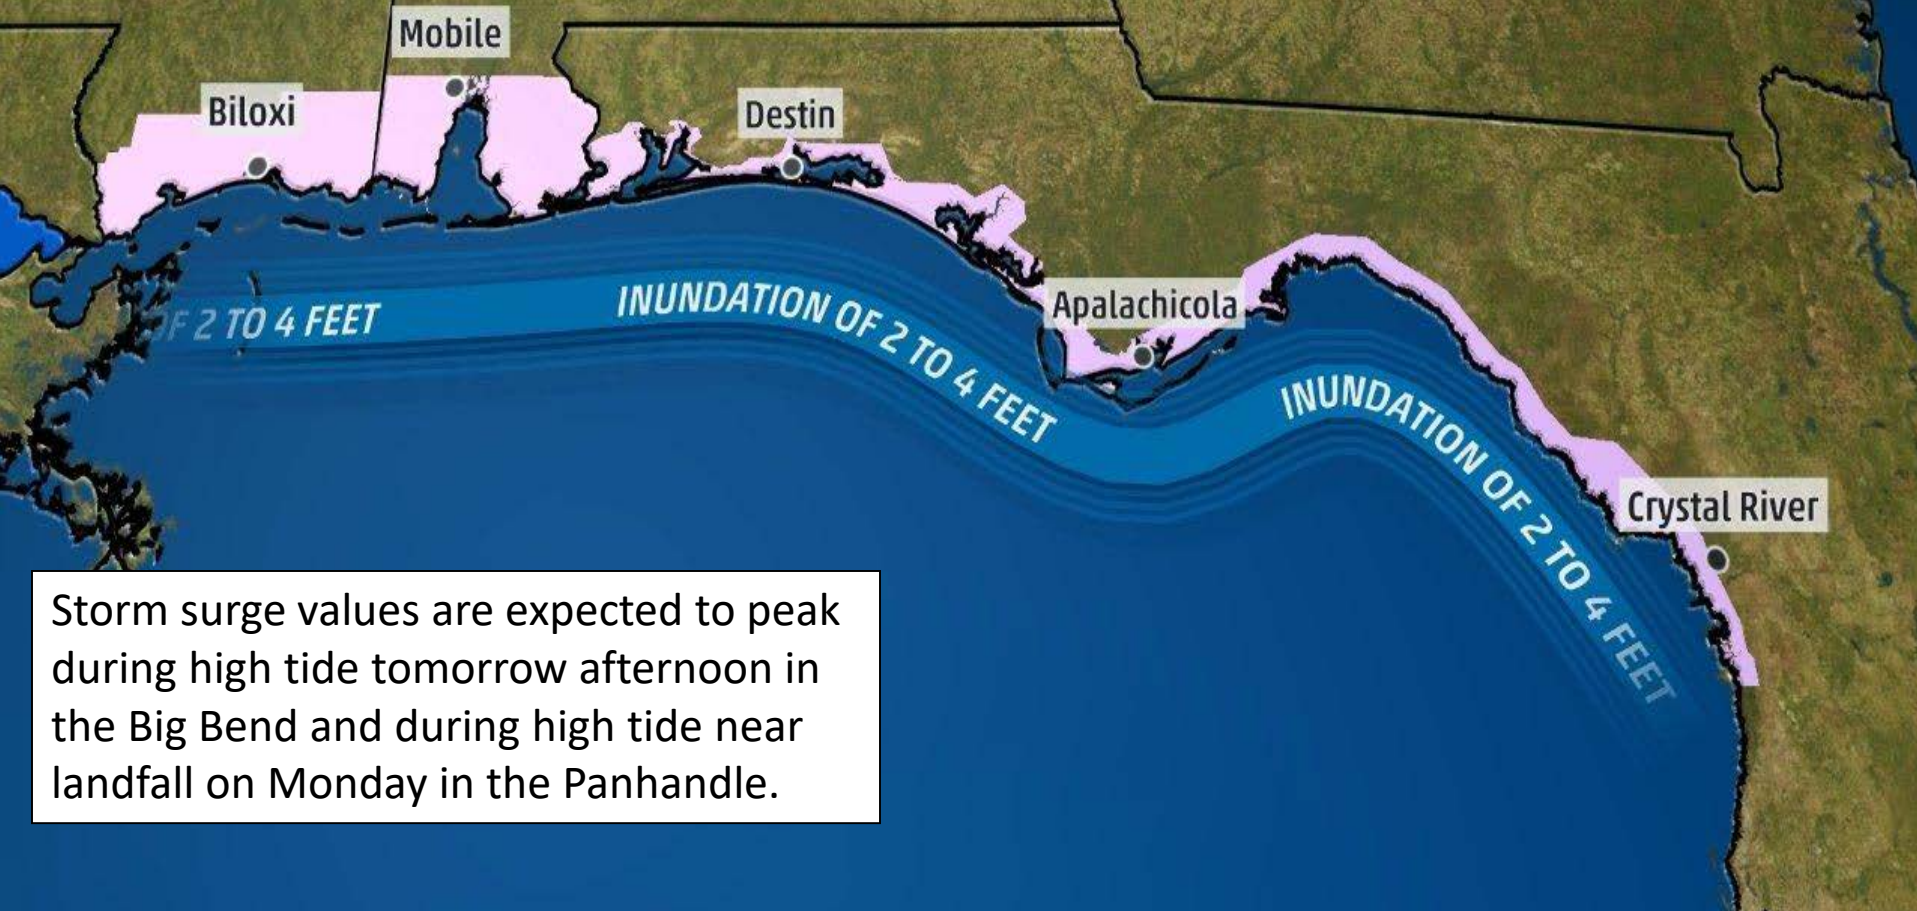 Mobile
Biloxi
Destin
Apalachicola
Crystal River
OF 2 TO 4 FEET
INUNDATION OF 2 TO 4 FEET
INUNDATION OF 2 TO 4 FEET
Storm surge values are expected to peak
during high tide tomorrow afternoon in
the Big Bend and during high tide near
landfall on Monday in the Panhandle.